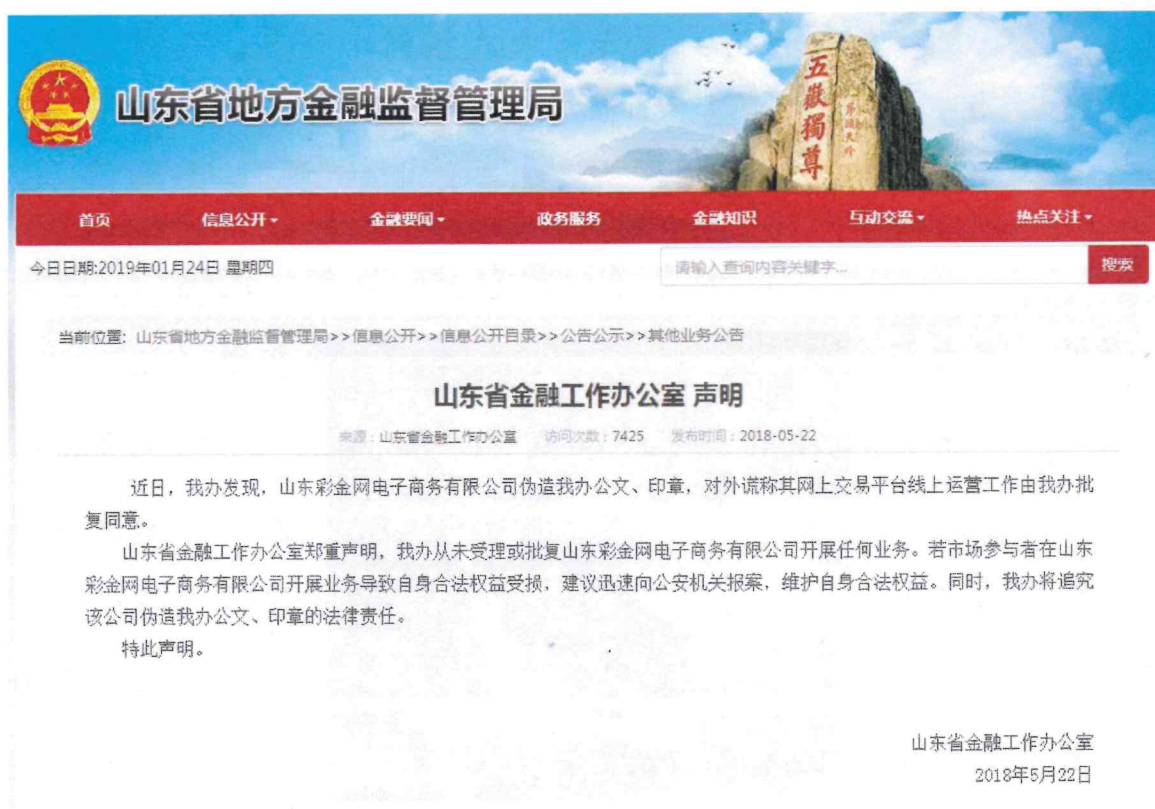 山东省地方金融监督管理局
五嶽獨尊
首页 信息公开 金融要闻 政务服务 金融知识 互动交流 热点关注
今日日期:2019年01月24日 星期四
请输入查询内容关键字... 搜索
当前位置: 山东省地方金融监督管理局>>信息公开>>信息公开目录>>公告公示>>其他业务公告
山东省金融工作办公室 声明
来源:山东省金融工作办公室 访问次数:7425 发布时间:2018-05-22
近日,我办发现,山东彩金网电子商务有限公司伪造我办公文、印章,对外谎称其网上交易平台线上运营工作由我办批
复同意。
山东省金融工作办公室郑重声明,我办从未受理或批复山东彩金网电子商务有限公司开展任何业务。若市场参与者在山东
彩金网电子商务有限公司开展业务导致自身合法权益受损,建议迅速向公安机关报案,维护自身合法权益。同时,我办将追究
该公司伪造我办公文、印章的法律责任。
特此声明。
山东省金融工作办公室
2018年5月22日